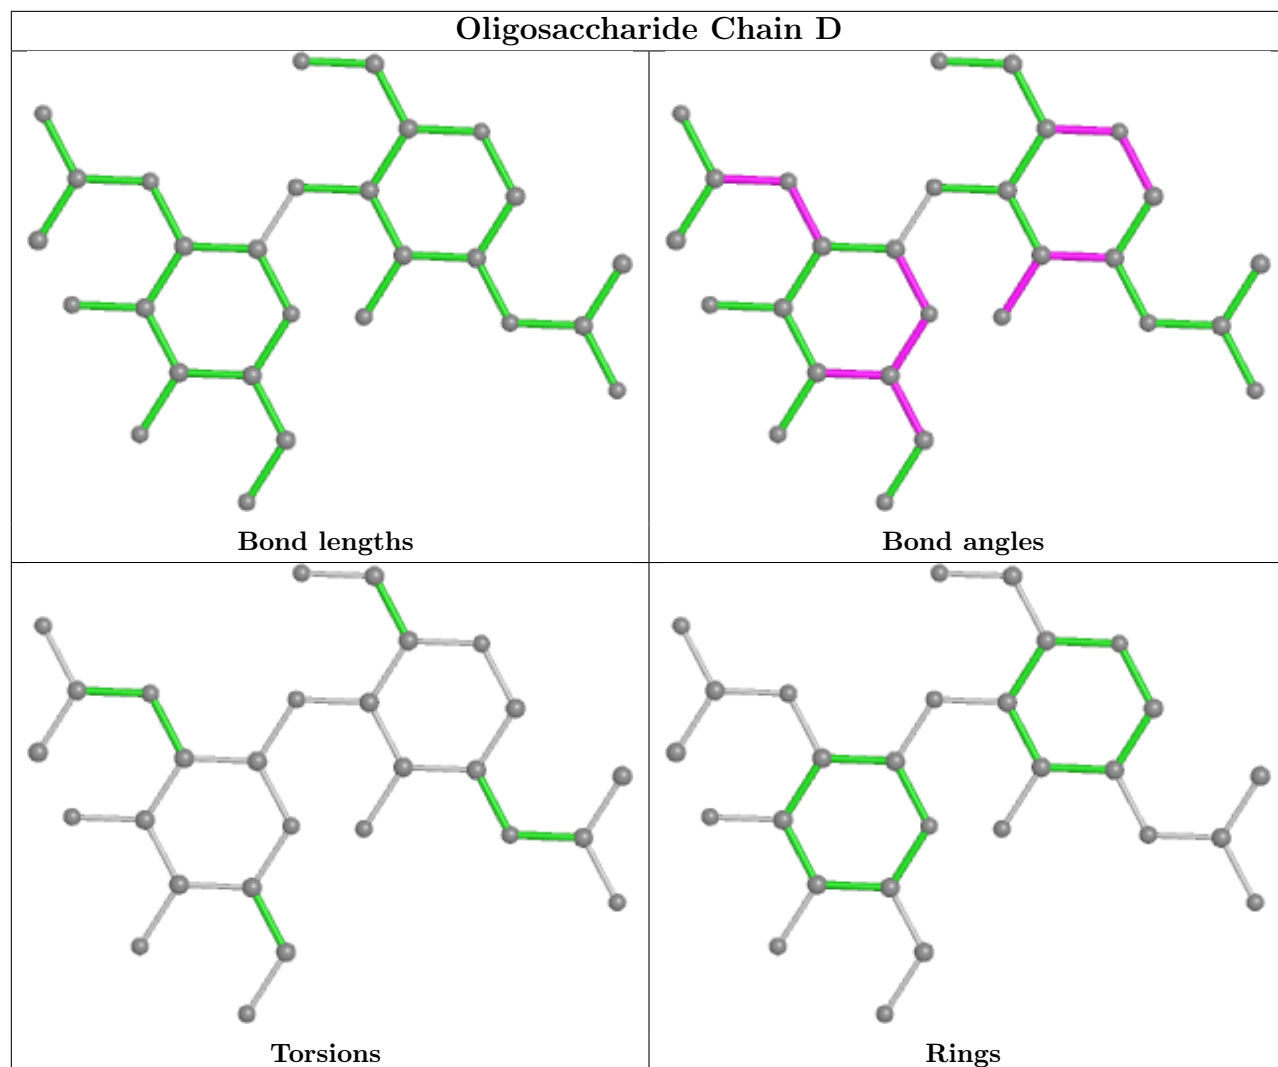 Oligosaccharide Chain D
Bond lengths
Bond angles
Torsions
Rings